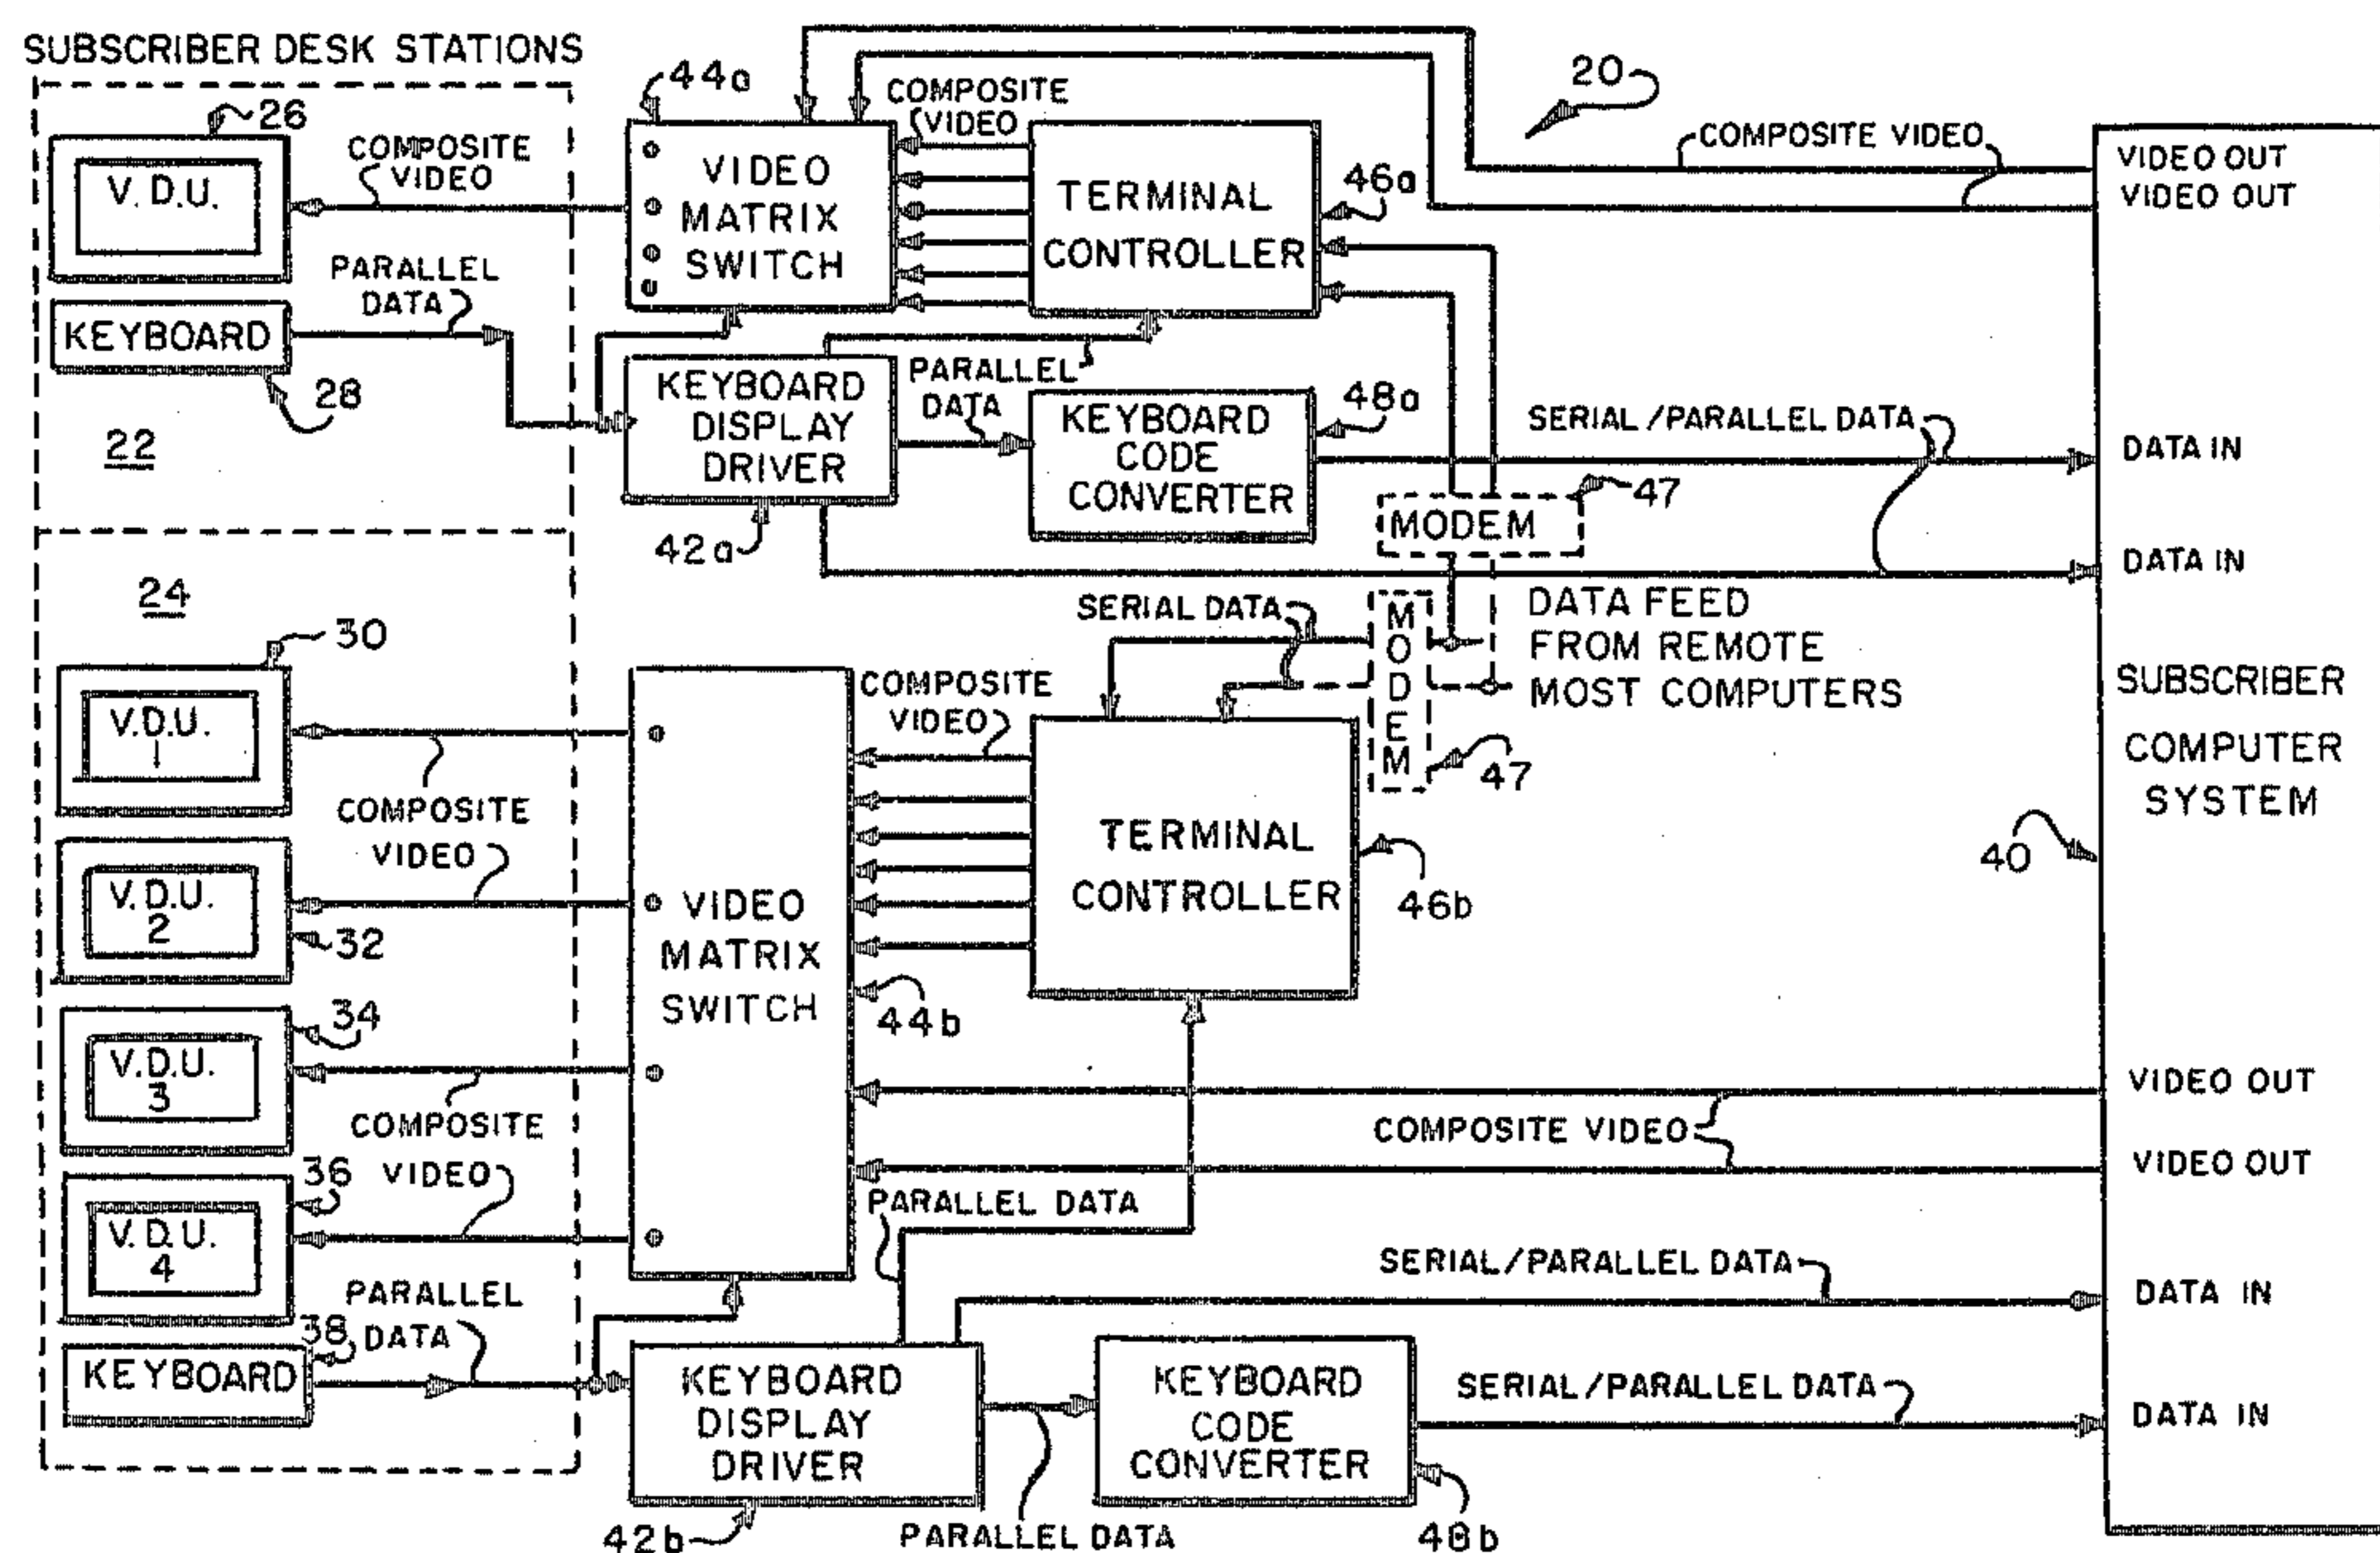 SUBSCRIBER DESK STATIONS
26
V.D.U.
COMPOSITE
VIDEO
PARALLEL
DATA
KEYBOARD
28
22
44a
VIDEO
MATRIX
SWITCH
COMPOSITE
VIDEO
TERMINAL
CONTROLLER
46a
20
COMPOSITE VIDEO
VIDEO OUT
VIDEO OUT
KEYBOARD
DISPLAY
DRIVER
42a
PARALLEL
DATA
KEYBOARD
CODE
CONVERTER
48a
SERIAL/PARALLEL DATA
DATA IN
MODEM
47
DATA IN
24
30
V.D.U.
1
COMPOSITE
VIDEO
V.D.U.
2
32
34
V.D.U.
3
COMPOSITE
VIDEO
36
V.D.U.
4
PARALLEL
DATA
38
KEYBOARD
VIDEO
MATRIX
SWITCH
44b
COMPOSITE
VIDEO
SERIAL DATA
MODEM
47
DATA FEED
FROM REMOTE
MOST COMPUTERS
TERMINAL
CONTROLLER
46b
SUBSCRIBER
COMPUTER
SYSTEM
40
VIDEO OUT
COMPOSITE VIDEO
VIDEO OUT
PARALLEL DATA
SERIAL/PARALLEL DATA
DATA IN
KEYBOARD
DISPLAY
DRIVER
42b
PARALLEL DATA
KEYBOARD
CODE
CONVERTER
48b
SERIAL/PARALLEL DATA
DATA IN